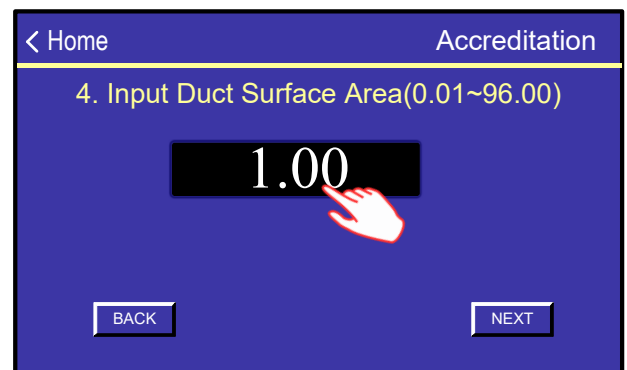 < Home Accreditation
4. Input Duct Surface Area(0.01~96.00)
1.00
BACK NEXT